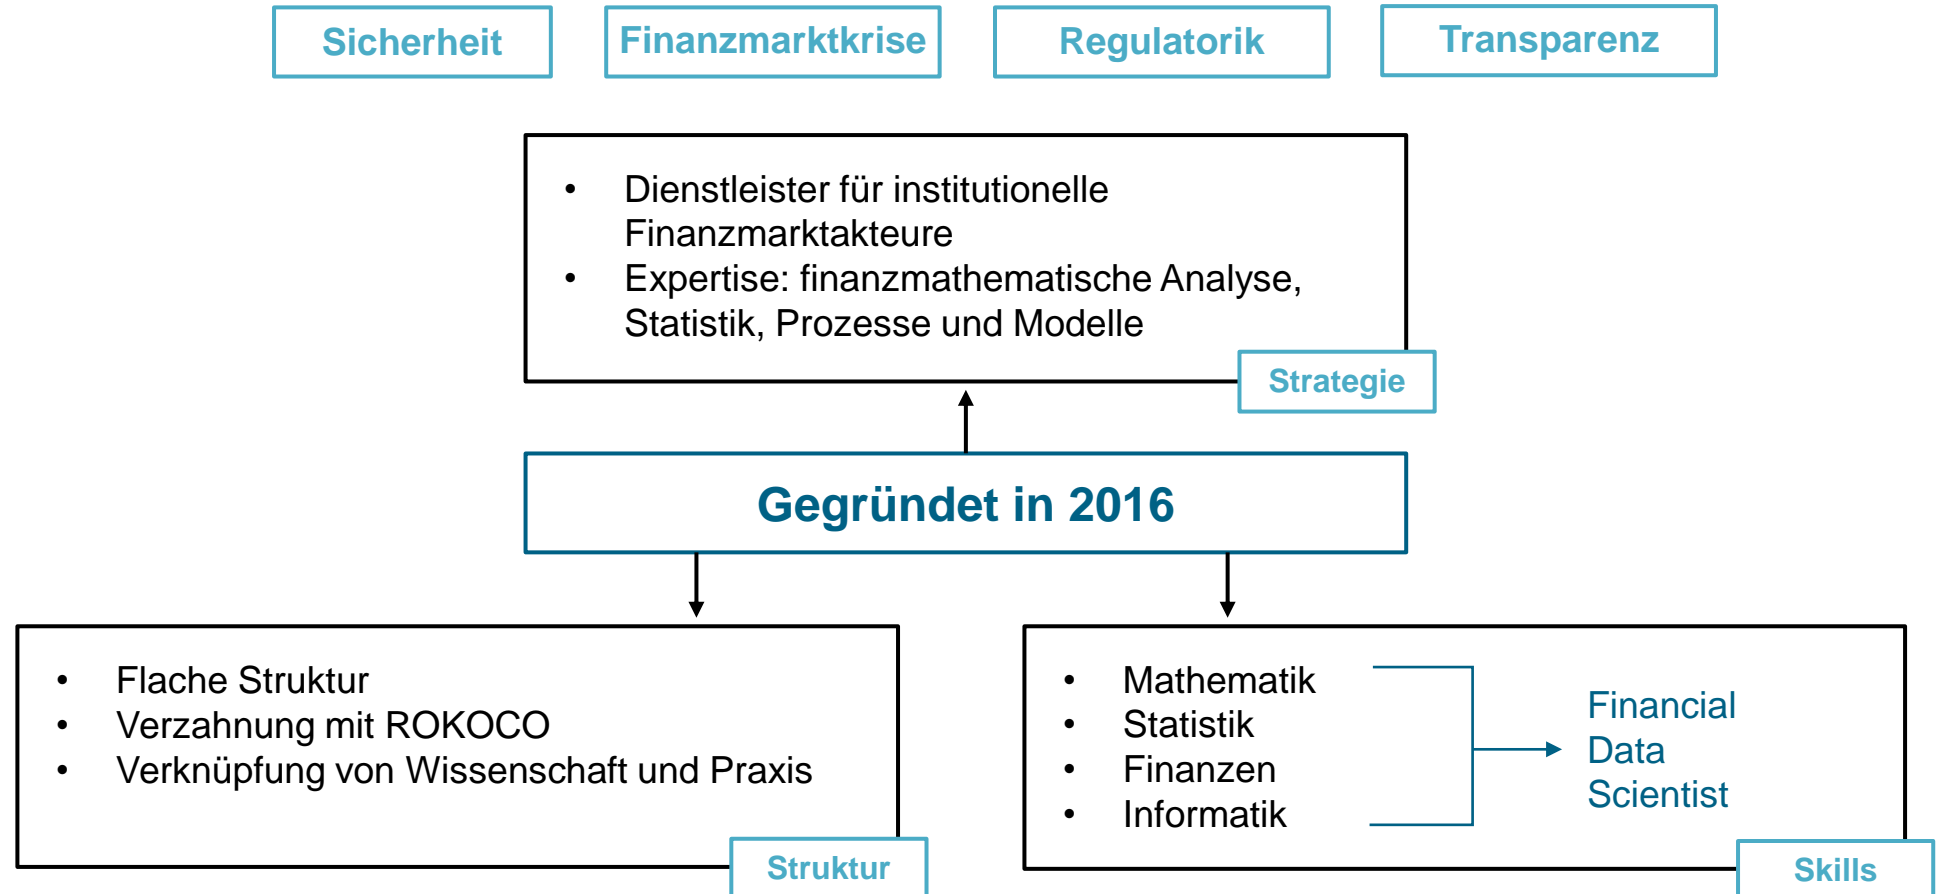 Sicherheit
Finanzmarktkrise
Regulatorik
Transparenz
• Dienstleister für institutionelle
Finanzmarktakteure
• Expertise: finanzmathematische Analyse,
Statistik, Prozesse und Modelle
Strategie
Gegründet in 2016
• Flache Struktur
• Verzahnung mit ROKOCO
• Verknüpfung von Wissenschaft und Praxis
Struktur
• Mathematik
• Statistik
• Finanzen
• Informatik
Financial
Data
Scientist
Skills